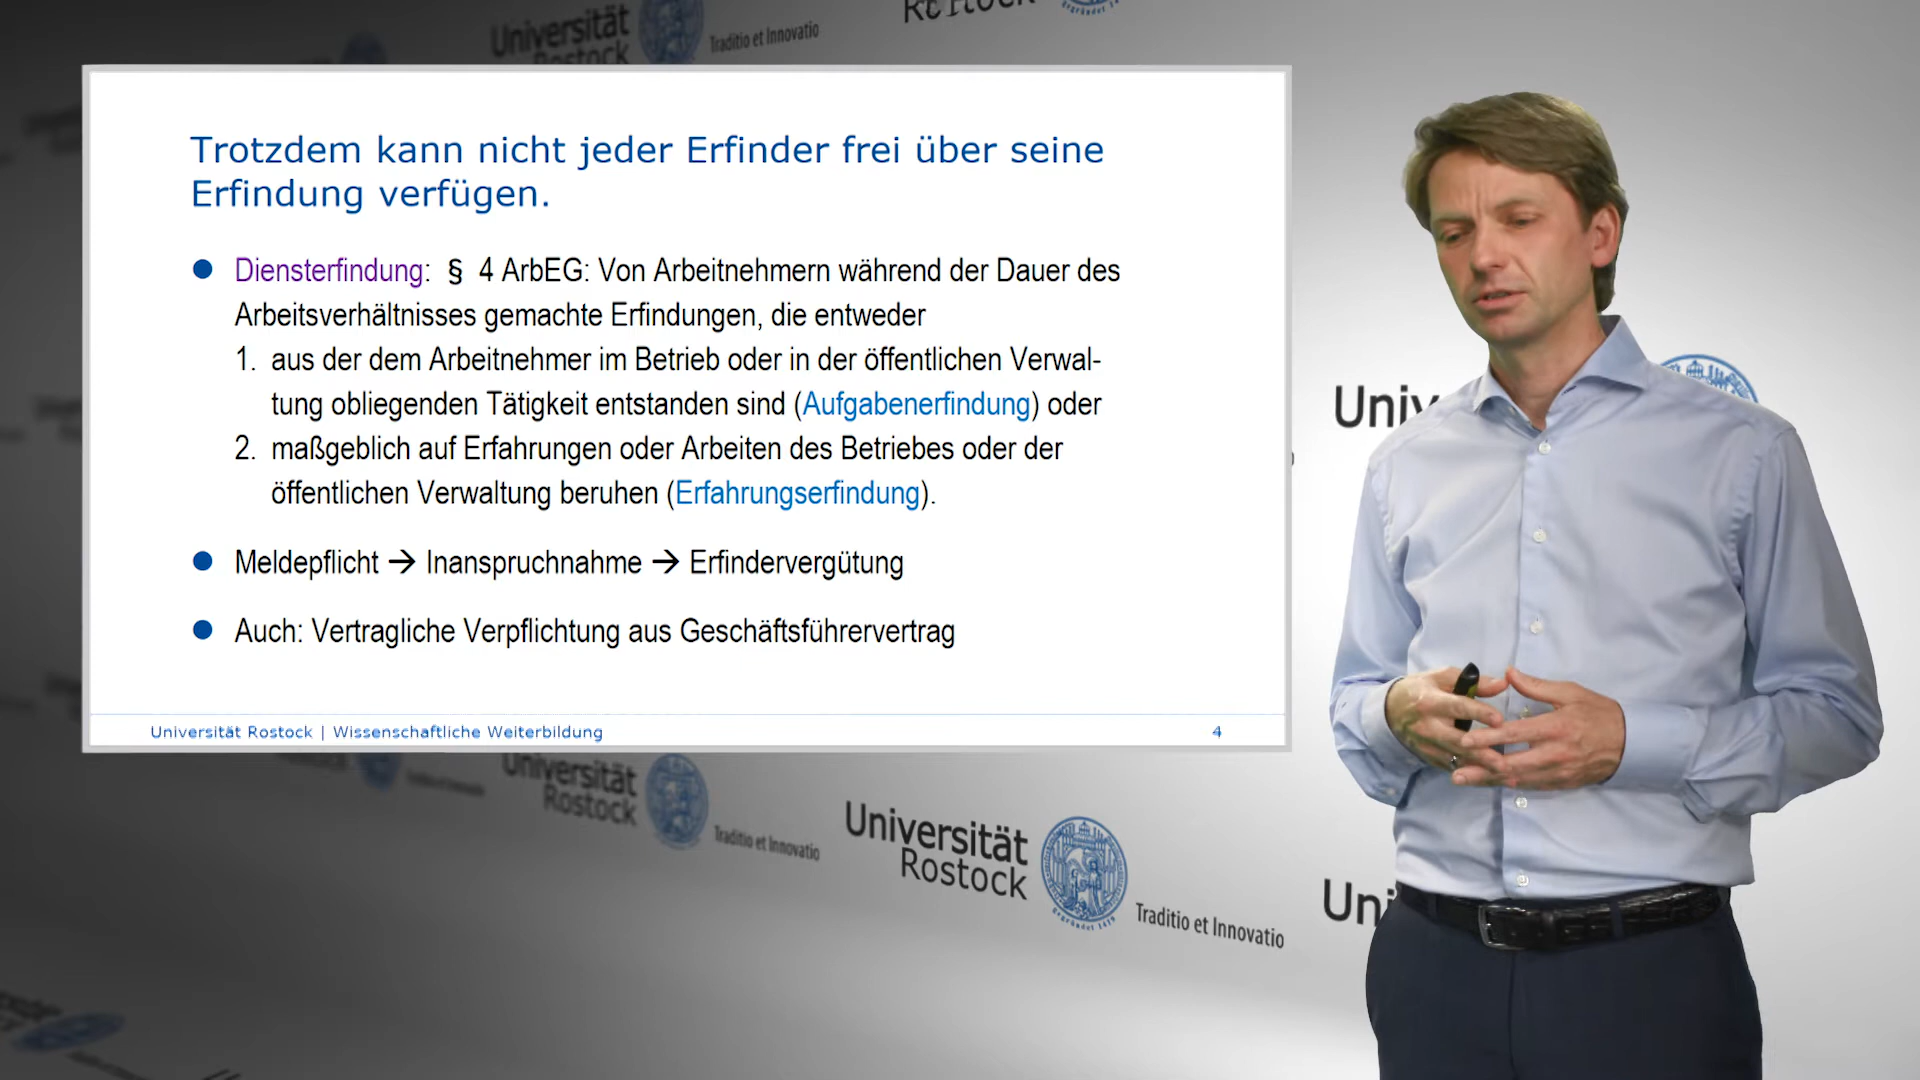 Universität
Rostock
Traditio et Innovatio
Trotzdem kann nicht jeder Erfinder frei über seine
Erfindung verfügen.
Diensterfindung: § 4 ArbEG: Von Arbeitnehmern während der Dauer des
Arbeitsverhältnisses gemachte Erfindungen, die entweder
1. aus der dem Arbeitnehmer im Betrieb oder in der öffentlichen Verwal-
tung obliegenden Tätigkeit entstanden sind (Aufgabenerfindung) oder
2. maßgeblich auf Erfahrungen oder Arbeiten des Betriebes oder der
öffentlichen Verwaltung beruhen (Erfahrungserfindung).
Meldepflicht → Inanspruchnahme → Erfindervergütung
Auch: Vertragliche Verpflichtung aus Geschäftsführervertrag
Universität Rostock | Wissenschaftliche Weiterbildung 4
Univ
Universität
Rostock
Traditio et Innovatio
Universität
Rostock
Traditio et Innovatio
Uni